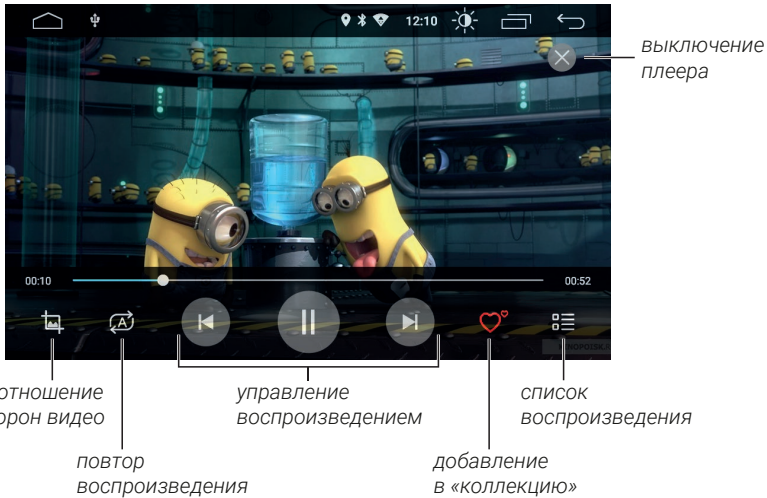 12:10
выключение
плеера
00:10
00:52
A
отношение
орон видео
управление
воспроизведением
список
воспроизведения
повтор
воспроизведения
добавление
в «коллекцию»